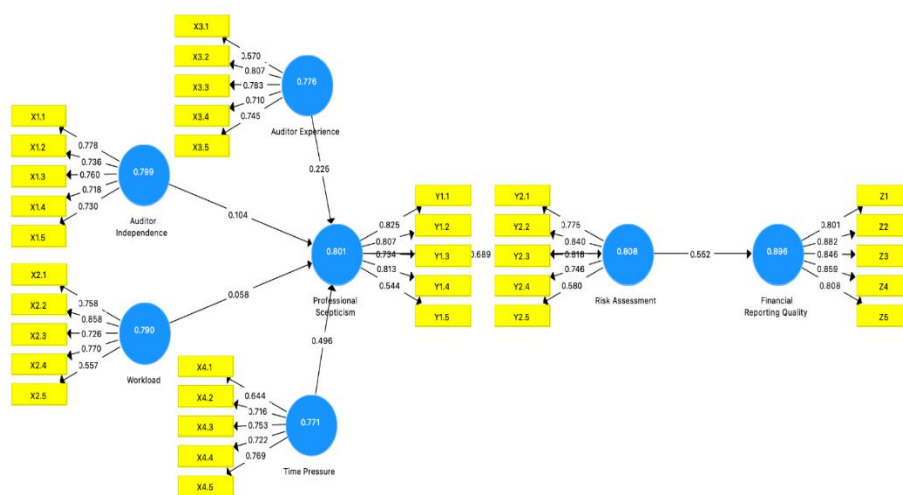 X3.1
X3.2
X3.3
X3.4
X3.5
0.570
0.807
0.783
0.710
0.745
0.776
Auditor Experience
0.225
X1.1
X1.2
X1.3
X1.4
X1.5
0.778
0.736
0.760
0.718
0.730
0.799
Auditor
Independence
0.104
X2.1
X2.2
X2.3
X2.4
X2.5
0.758
0.858
0.726
0.770
0.557
0.790
Workload
0.058
X4.1
X4.2
X4.3
X4.4
X4.5
0.644
0.716
0.753
0.722
0.769
0.771
Time Pressure
0.496
0.801
Professional
Scepticism
0.825
0.807
0.734
0.813
0.544
Y1.1
Y1.2
Y1.3
Y1.4
Y1.5
0.689
Y2.1
Y2.2
Y2.3
Y2.4
Y2.5
0.775
0.840
0.818
0.746
0.580
0.808
Risk Assessment
0.552
0.896
Financial
Reporting Quality
0.801
0.882
0.846
0.859
0.808
Z1
Z2
Z3
Z4
Z5